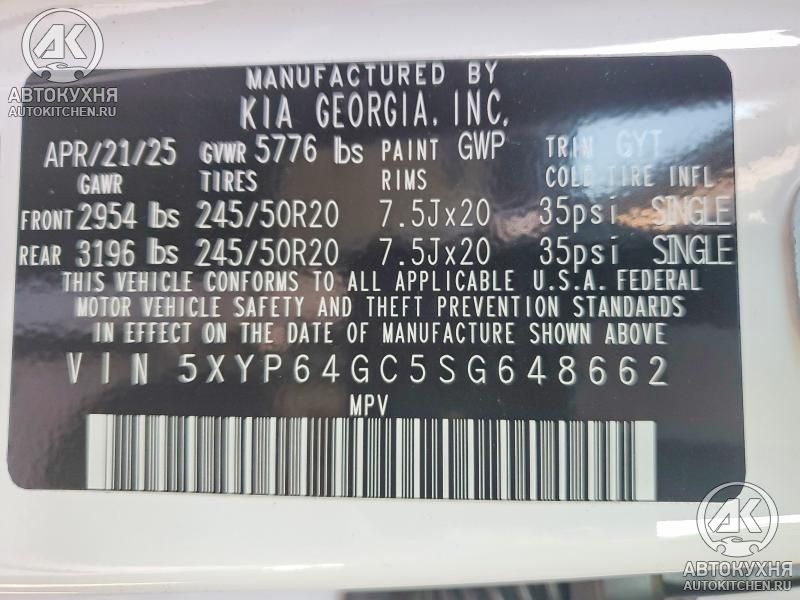 AK
АВТОКУХНЯ
AUTOKITCHEN.RU
MANUFACTURED BY
KIA GEORGIA, INC.
APR/21/25 GVWR 5776 lbs PAINT GWP TRIM GYT
GAWR TIRES RIMS COLD TIRE INFL
FRONT 2954 lbs 245/50R20 7.5Jx20 35psi SINGLE
REAR 3196 lbs 245/50R20 7.5Jx20 35psi SINGLE
THIS VEHICLE CONFORMS TO ALL APPLICABLE U.S.A. FEDERAL
MOTOR VEHICLE SAFETY AND THEFT PREVENTION STANDARDS
IN EFFECT ON THE DATE OF MANUFACTURE SHOWN ABOVE.
VIN 5XYP64GC5SG648662
MPV
AK
АВТОКУХНЯ
AUTOKITCHEN.RU